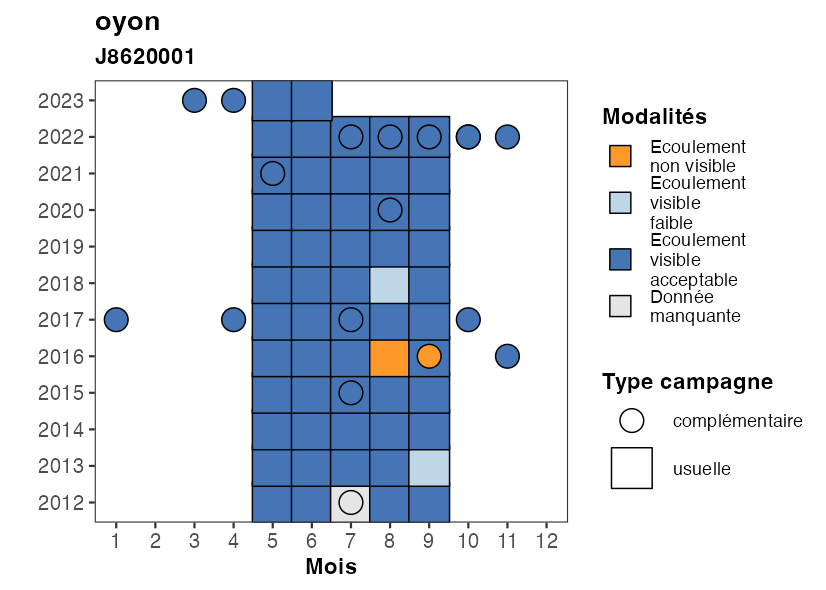 oyon
J8620001
2023
2022
2021
2020
2019
2018
2017
2016
2015
2014
2013
2012
1 2 3 4 5 6 7 8 9 10 11 12
Mois
Modalités
Ecoulement
non visible
Ecoulement
visible
faible
Ecoulement
visible
acceptable
Donnée
manquante
Type campagne
complémentaire
usuelle